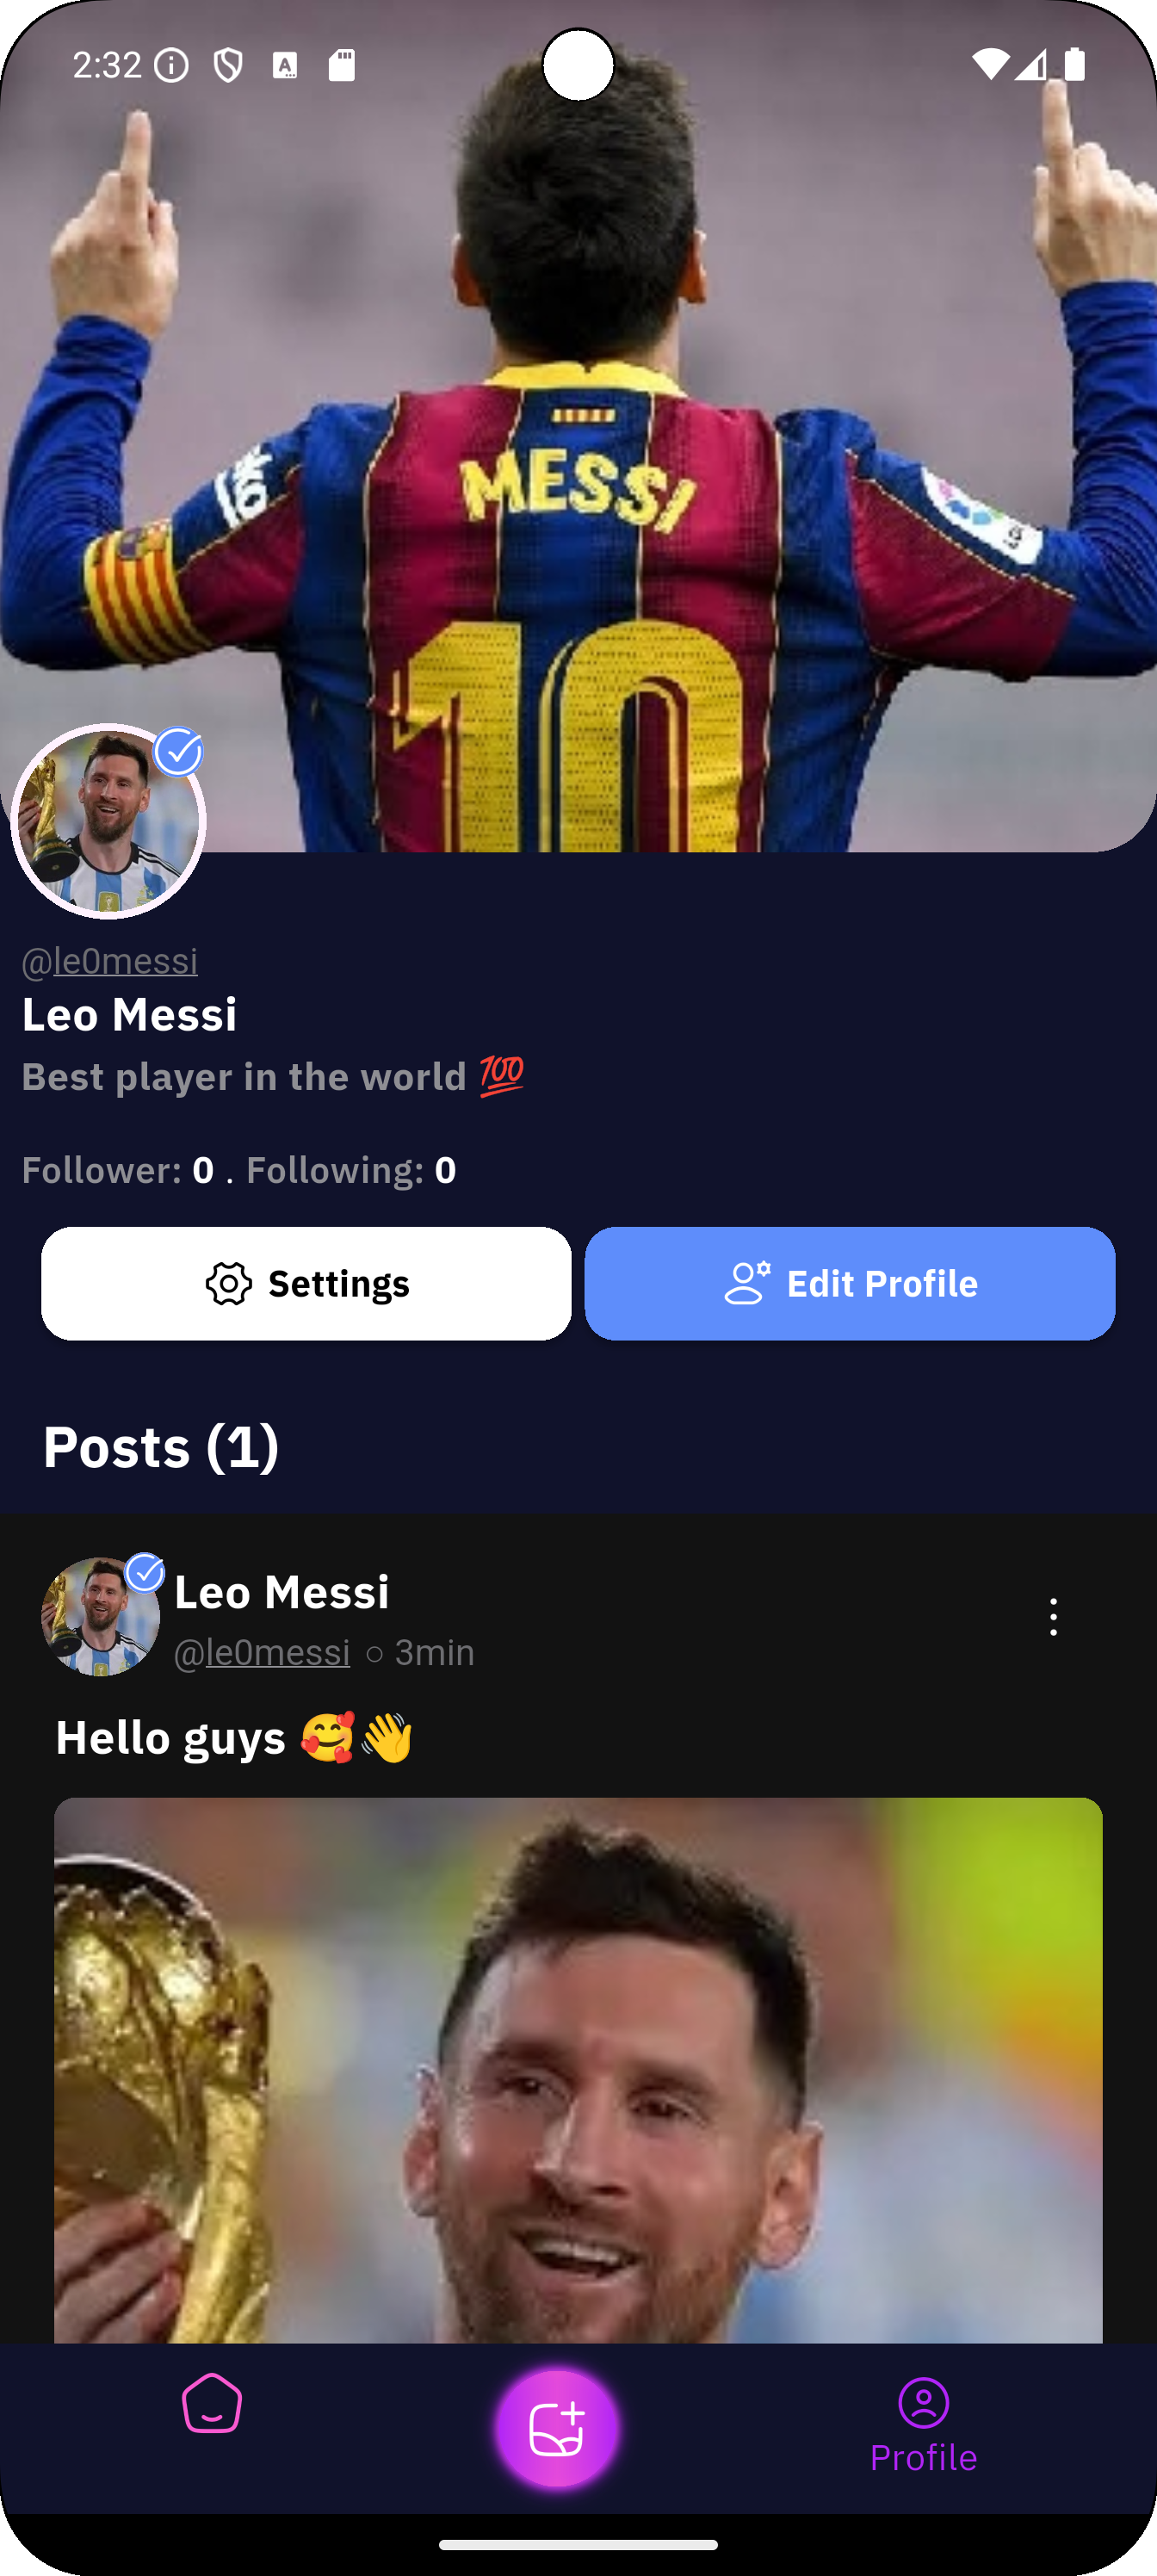 2:32
MESSI
10
@le0messi
Leo Messi
Best player in the world 💯
Follower: 0 . Following: 0
Settings
Edit Profile
Posts (1)
Leo Messi
@le0messi ○ 3min
Hello guys 🥰👋
Profile